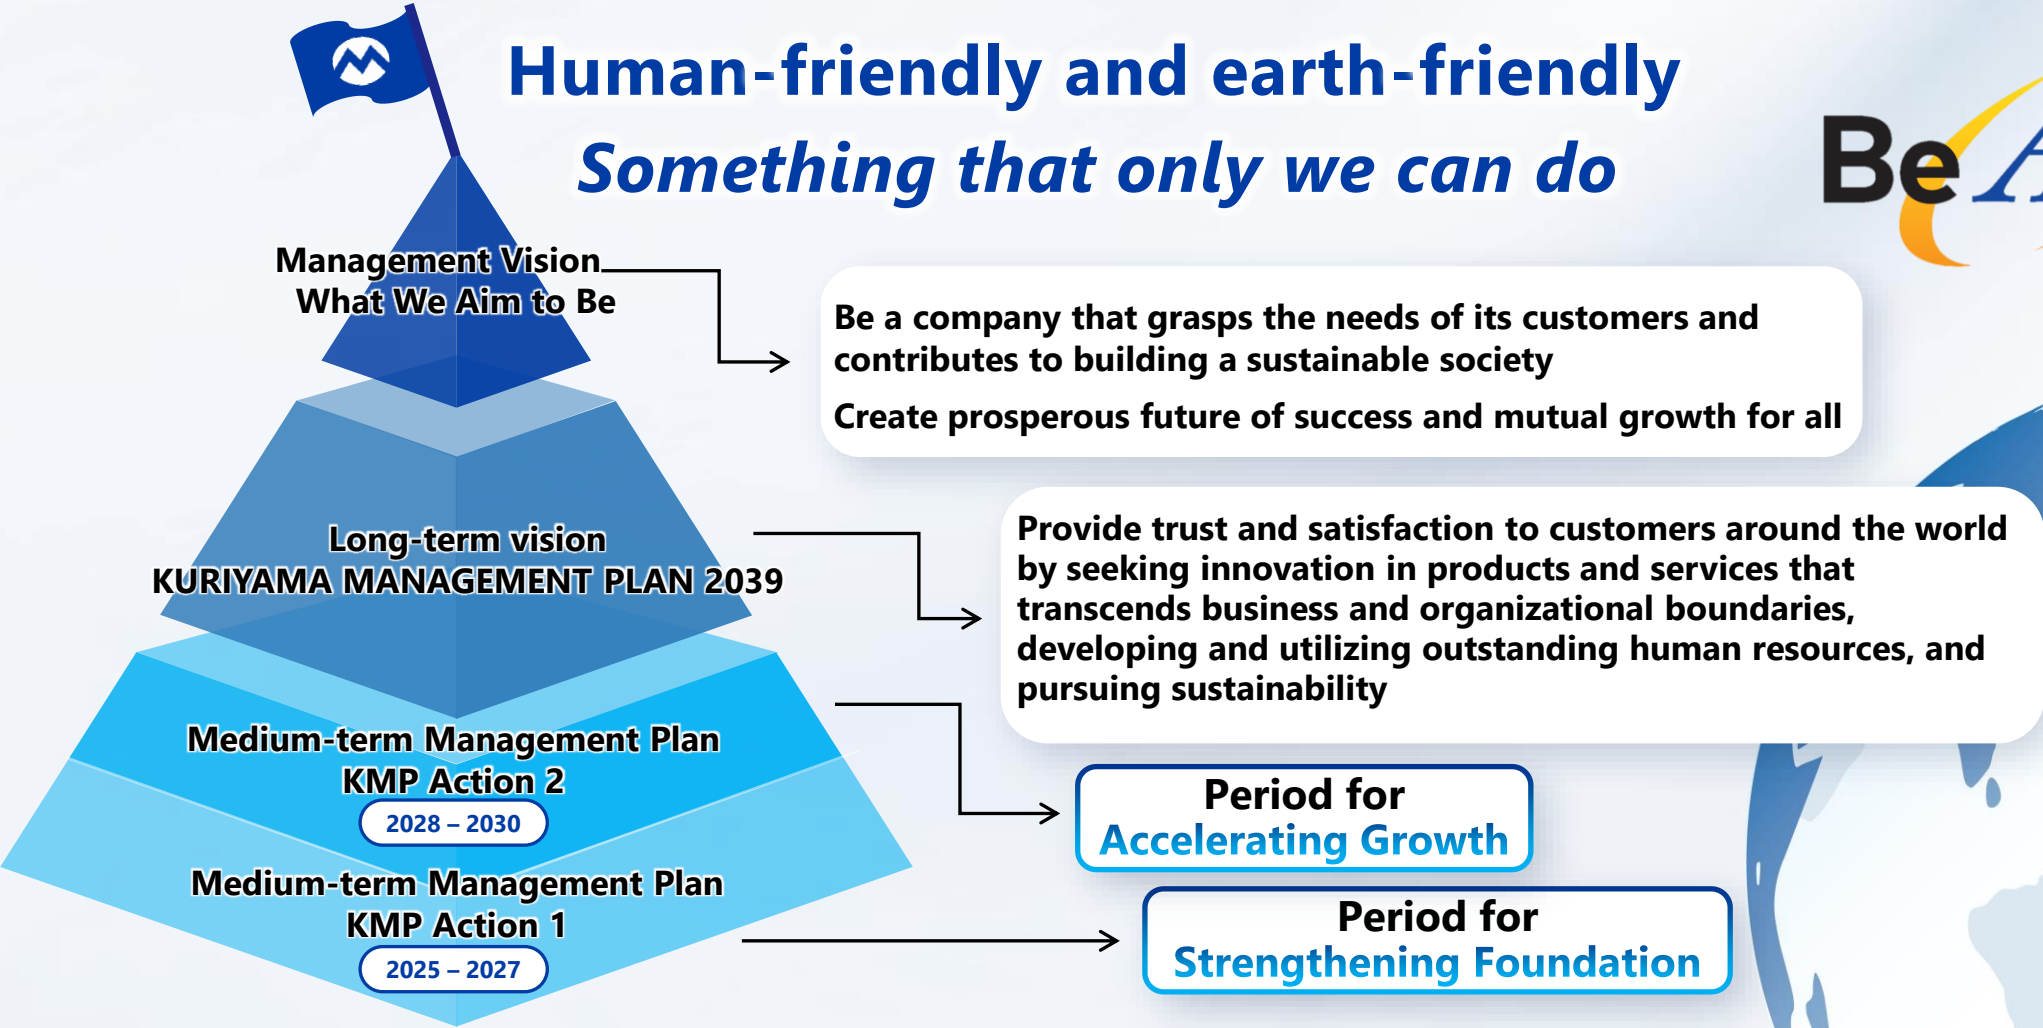 Human-friendly and earth-friendly
Something that only we can do
Be
Management Vision
What We Aim to Be
Be a company that grasps the needs of its customers and
contributes to building a sustainable society
Create prosperous future of success and mutual growth for all
Long-term vision
KURIYAMA MANAGEMENT PLAN 2039
Provide trust and satisfaction to customers around the world
by seeking innovation in products and services that
transcends business and organizational boundaries,
developing and utilizing outstanding human resources, and
pursuing sustainability
Medium-term Management Plan
KMP Action 2
2028 – 2030
Period for
Accelerating Growth
Medium-term Management Plan
KMP Action 1
2025 – 2027
Period for
Strengthening Foundation